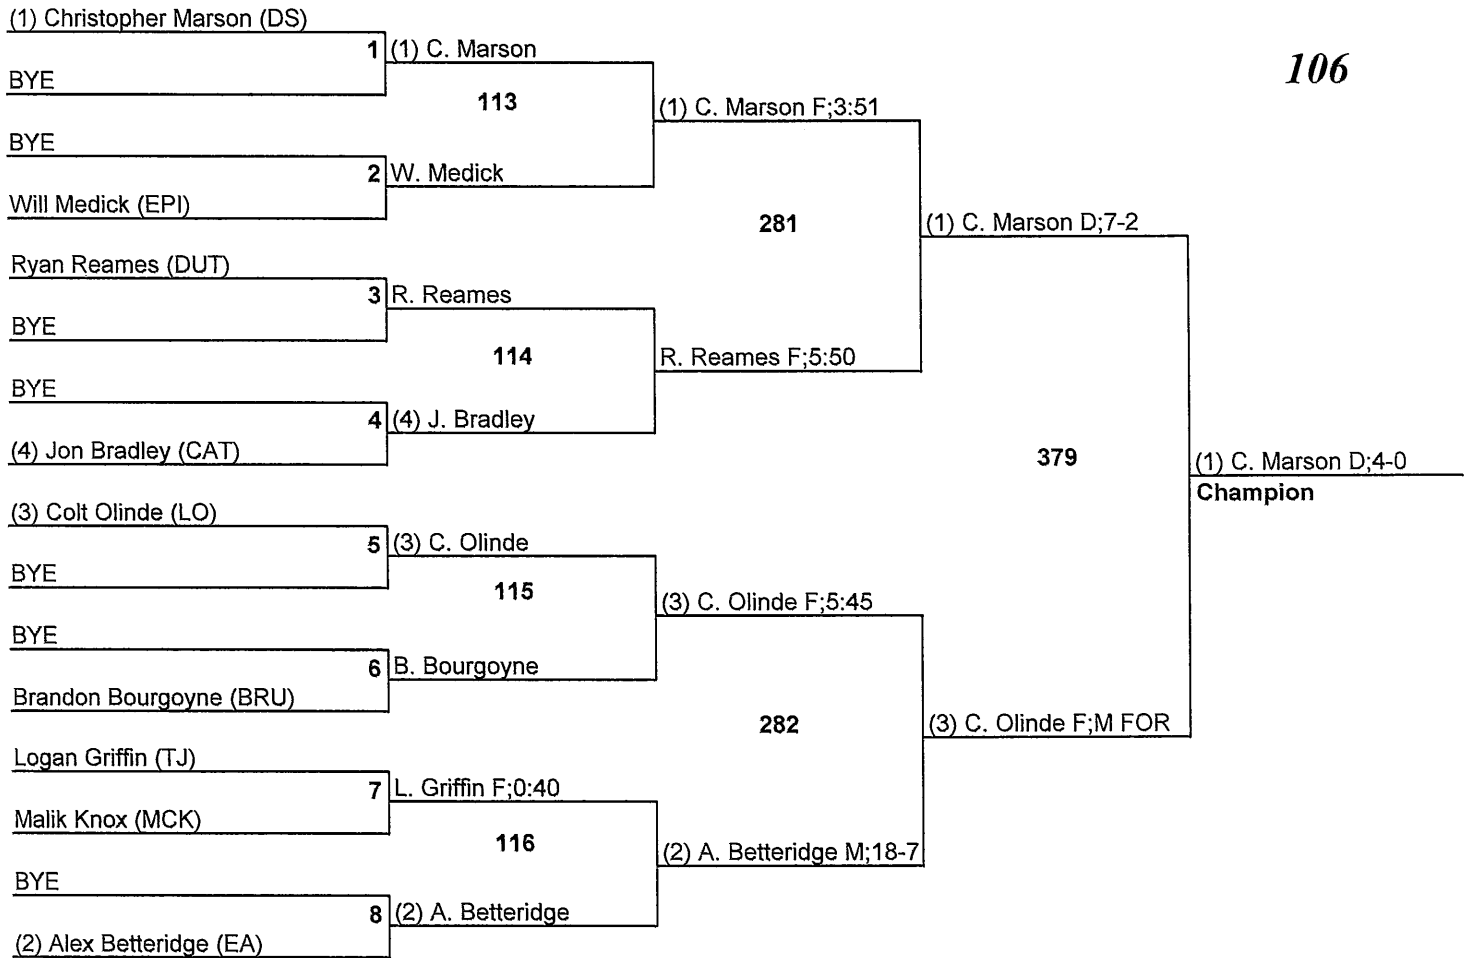 (1) Christopher Marson (DS)
1 (1) C. Marson
106
BYE
113
(1) C. Marson F;3:51
BYE
2 W. Medick
Will Medick (EPI)
281
(1) C. Marson D;7-2
Ryan Reames (DUT)
3 R. Reames
BYE
114
R. Reames F;5:50
BYE
4 (4) J. Bradley
(4) Jon Bradley (CAT)
379
(1) C. Marson D;4-0
Champion
(3) Colt Olinde (LO)
5 (3) C. Olinde
BYE
115
(3) C. Olinde F;5:45
BYE
6 B. Bourgoyne
Brandon Bourgoyne (BRU)
282
(3) C. Olinde F;M FOR
Logan Griffin (TJ)
7 L. Griffin F;0:40
Malik Knox (MCK)
116
(2) A. Betteridge M;18-7
BYE
8 (2) A. Betteridge
(2) Alex Betteridge (EA)